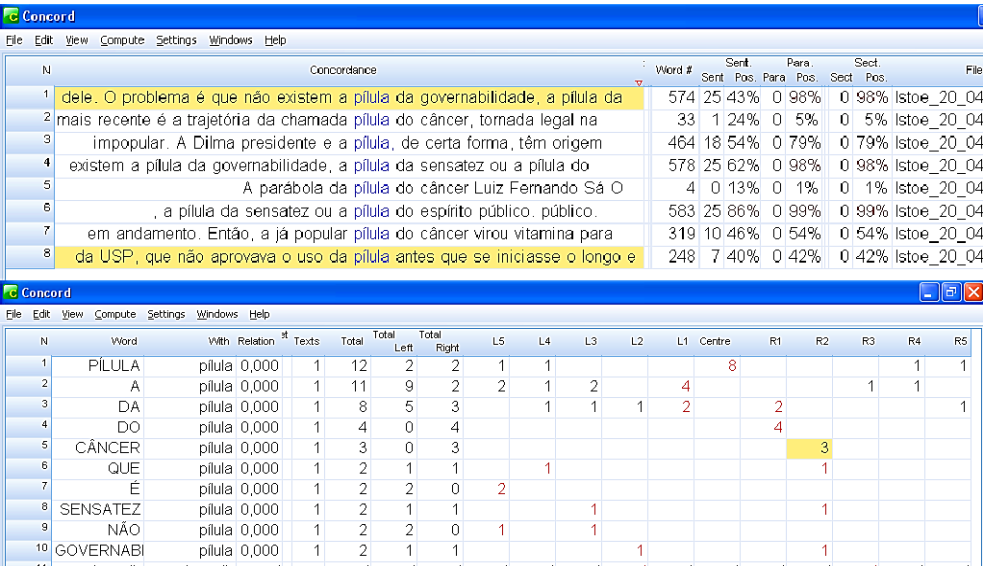 Concord
File Edit View Compute Settings Windows Help
N Concordance Word # Sent Sent. Pos. Para Para. Pos. Sect Sect. Pos. File
1 dele. O problema é que não existem a pílula da governabilidade, a pílula da 574 25 43% 0 98% 0 98% Istoe_20_04
2 mais recente é a trajetória da chamada pílula do câncer, tornada legal na 33 1 24% 0 5% 0 5% Istoe_20_04
3 impopular. A Dilma presidente e a pílula, de certa forma, têm origem 464 18 54% 0 79% 0 79% Istoe_20_04
4 existem a pílula da governabilidade, a pílula da sensatez ou a pílula do 578 25 62% 0 98% 0 98% Istoe_20_04
5 A parábola da pílula do câncer Luiz Fernando Sá O 4 0 13% 0 1% 0 1% Istoe_20_04
6 , a pílula da sensatez ou a pílula do espírito público. público. 583 25 86% 0 99% 0 99% Istoe_20_04
7 em andamento. Então, a já popular pílula do câncer virou vitamina para 319 10 46% 0 54% 0 54% Istoe_20_04
8 da USP, que não aprovava o uso da pílula antes que se iniciasse o longo e 248 7 40% 0 42% 0 42% Istoe_20_04
Concord
File Edit View Compute Settings Windows Help
N Word With Relation Texts Total Total Left Total Right L5 L4 L3 L2 L1 Centre R1 R2 R3 R4 R5
1 PÍLULA pílula 0,000 1 12 2 2 1 1 8 1 1
2 A pílula 0,000 1 11 9 2 2 1 2 4 1 1
3 DA pílula 0,000 1 8 5 3 1 1 1 2 2 1
4 DO pílula 0,000 1 4 0 4 4
5 CÂNCER pílula 0,000 1 3 0 3 3
6 QUE pílula 0,000 1 2 1 1 1 1
7 É pílula 0,000 1 2 2 0 2
8 SENSATEZ pílula 0,000 1 2 1 1 1 1
9 NÃO pílula 0,000 1 2 2 0 1 1
10 GOVERNABI pílula 0,000 1 2 1 1 1 1